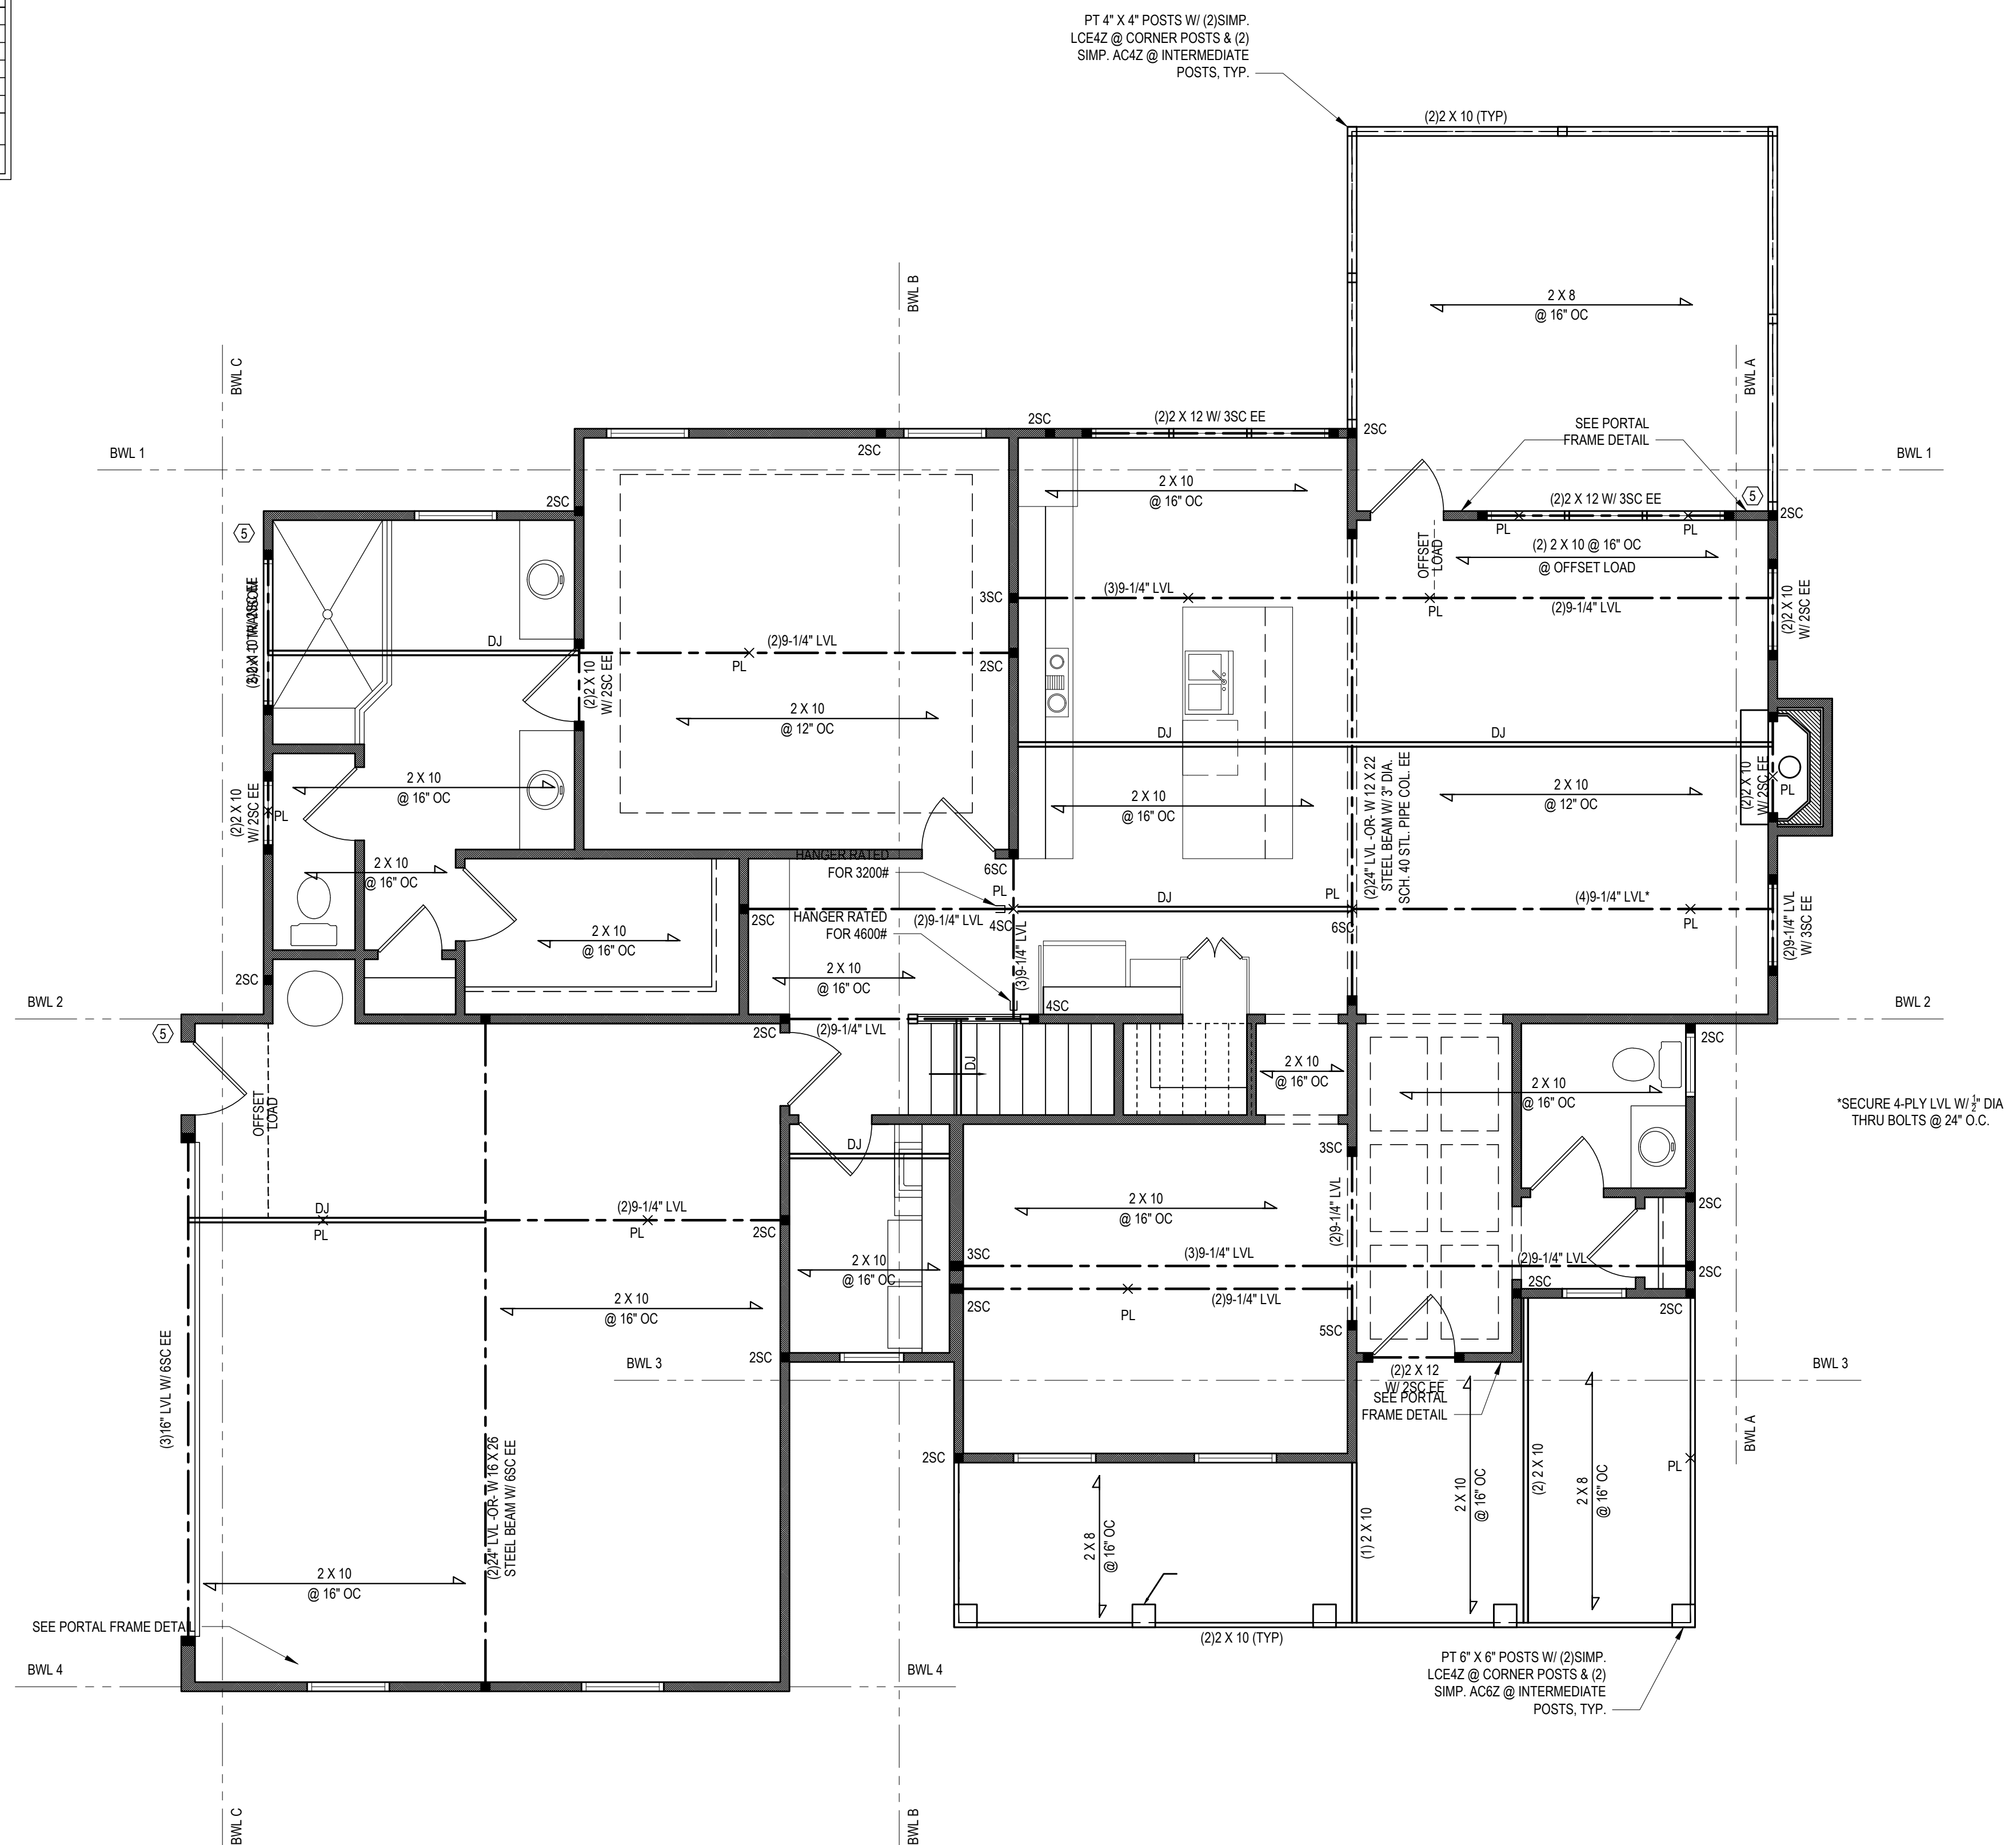 PT 4" X 4" POSTS W/ (2)SIMP.
LCE4Z @ CORNER POSTS & (2)
SIMP. AC4Z @ INTERMEDIATE
POSTS, TYP.
(2)2 X 10 (TYP)
BWL B
2 X 8
@ 16" OC
BWL C
BWL A
2SC
(2)2 X 12 W/ 3SC EE
2SC
SEE PORTAL
FRAME DETAIL
BWL 1
2SC
BWL 1
2 X 10
@ 16" OC
2SC
(2)2 X 12 W/ 3SC EE
5
2SC
5
PL
PL
OFFSET
LOAD
(2) 2 X 10 @ 16" OC
@ OFFSET LOAD
3SC
(3)9-1/4" LVL
PL
(2)9-1/4" LVL
(2)2 X 10
W/ 2SC EE
DJ
(2)9-1/4" LVL
PL
2SC
(2)2 X 10
W/ 2SC EE
2 X 10
@ 12" OC
DJ
DJ
(2)24" LVL -OR- W 12 X 22
STEEL BEAM W/ 3" DIA.
SCH. 40 STL. PIPE COL. EE
2 X 10
@ 16" OC
(2)2 X 10
W/ 2SC EE
PL
2 X 10
@ 16" OC
2 X 10
@ 12" OC
(2)2 X 10
W/ 2SC EE
PL
2 X 10
@ 16" OC
HANGER RATED
FOR 3200#
6SC
PL
DJ
PL
(4)9-1/4" LVL*
PL
2SC
HANGER RATED
FOR 4600#
(2)9-1/4" LVL
4SC
6SC
(3)9-1/4" LVL
(2)9-1/4" LVL
W/ 3SC EE
2 X 10
@ 16" OC
2 X 10
@ 16" OC
2SC
4SC
BWL 2
BWL 2
5
2SC
(2)9-1/4" LVL
2SC
DJ
2 X 10
@ 16" OC
2 X 10
@ 16" OC
OFFSET
LOAD
*SECURE 4-PLY LVL W/ ½" DIA
THRU BOLTS @ 24" O.C.
DJ
3SC
DJ
PL
(2)9-1/4" LVL
PL
2SC
2 X 10
@ 16" OC
(2)9-1/4" LVL
2SC
2 X 10
@ 16" OC
3SC
(3)9-1/4" LVL
(2)9-1/4" LVL
2SC
2SC
2SC
2SC
(2)9-1/4" LVL
PL
2 X 10
@ 16" OC
5SC
BWL 3
2SC
BWL 3
(2)2 X 12
W/ 2SC EE
SEE PORTAL
FRAME DETAIL
(3)16" LVL W/ 6SC EE
BWL A
2SC
PL
(2)24" LVL -OR- W 16 X 26
STEEL BEAM W/ 6SC EE
2 X 8
@ 16" OC
(1) 2 X 10
2 X 10
@ 16" OC
(2) 2 X 10
2 X 8
@ 16" OC
2 X 10
@ 16" OC
SEE PORTAL FRAME DETAIL
(2)2 X 10 (TYP)
BWL 4
BWL 4
PT 6" X 6" POSTS W/ (2)SIMP.
LCE4Z @ CORNER POSTS & (2)
SIMP. AC6Z @ INTERMEDIATE
POSTS, TYP.
BWL C
BWL B